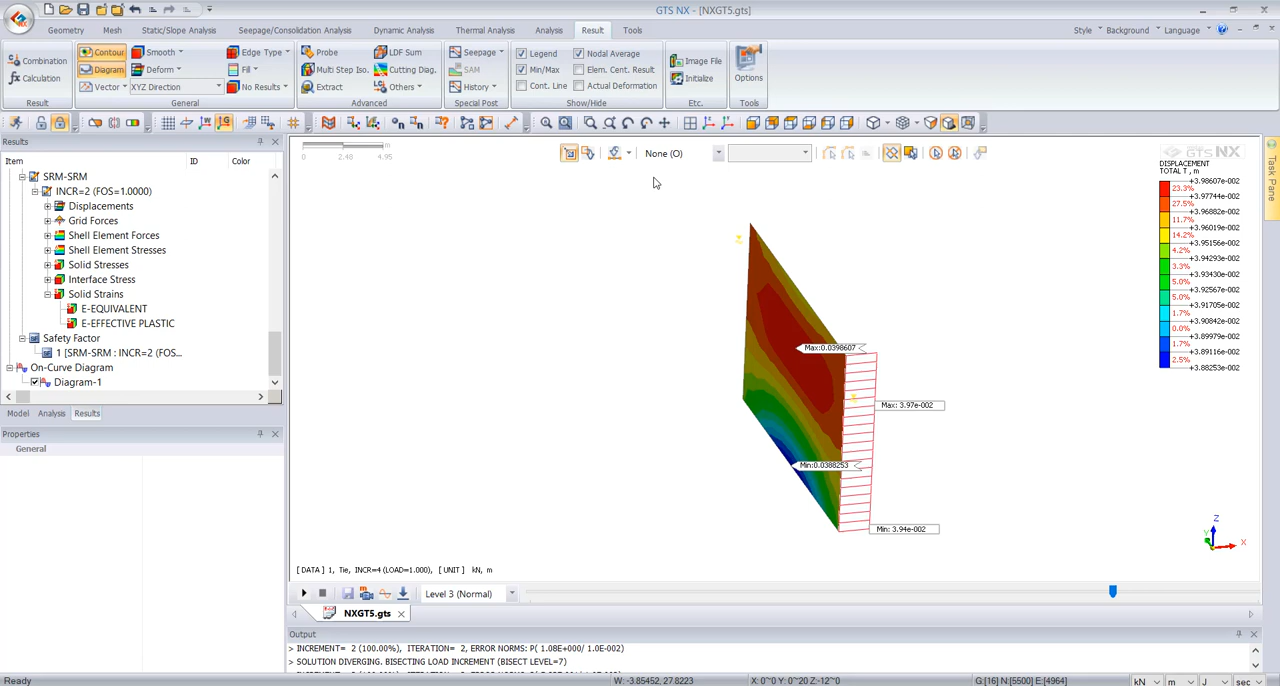 GTS NX - [NXGT5.gts]
Geometry Mesh Static/Slope Analysis Seepage/Consolidation Analysis Dynamic Analysis Thermal Analysis Analysis Result Tools Style Background Language
Combination
Calculation
Result
Contour Smooth Edge Type
Diagram Deform Fill
Vector XYZ Direction No Results
General
Probe LDF Sum
Multi Step Iso. Cutting Diag.
Extract Others
Advanced
Seepage
SAM
History
Special Post
Legend Nodal Average
Min/Max Elem. Cent. Result
Cont. Line Actual Deformation
Show/Hide
Image File
Initialize
Etc.
Options
Tools
Results
Item ID Color
SRM-SRM
INCR=2 (FOS=1.0000)
Displacements
Grid Forces
Shell Element Forces
Shell Element Stresses
Solid Stresses
Interface Stress
Solid Strains
E-EQUIVALENT
E-EFFECTIVE PLASTIC
Safety Factor
1 [SRM-SRM : INCR=2 (FOS...
On-Curve Diagram
Diagram-1
Model Analysis Results
Properties
General
m
0 2.48 4.95
None (O)
GTS NX
DISPLACEMENT
TOTAL T, m
+3.98607e-002
23.3%
+3.97744e-002
27.5%
+3.96882e-002
11.7%
+3.96019e-002
14.2%
+3.95156e-002
4.2%
+3.94293e-002
3.3%
+3.93430e-002
5.0%
+3.92567e-002
5.0%
+3.91705e-002
1.7%
+3.90842e-002
0.0%
+3.89979e-002
1.7%
+3.89116e-002
2.5%
+3.88253e-002
Max:0.0398607
Max: 3.97e-002
Min:0.0388253
Min: 3.94e-002
Z
Y
X
[ DATA ] 1, Tie, INCR=4 (LOAD=1.000), [ UNIT ] kN, m
Level 3 (Normal)
NXGT5.gts
Task Pane
Output
> INCREMENT= 2 (100.00%), ITERATION= 2, ERROR NORMS: P( 1.08E+00/ 1.0E-002)
> SOLUTION DIVERGING. BISECTING LOAD INCREMENT (BISECT LEVEL=7)
Ready W: -3.85452, 27.8223 X: 0~0 Y: 0~20 Z:-12~0 G:[16] N:[5500] E:[4964] kN m J sec